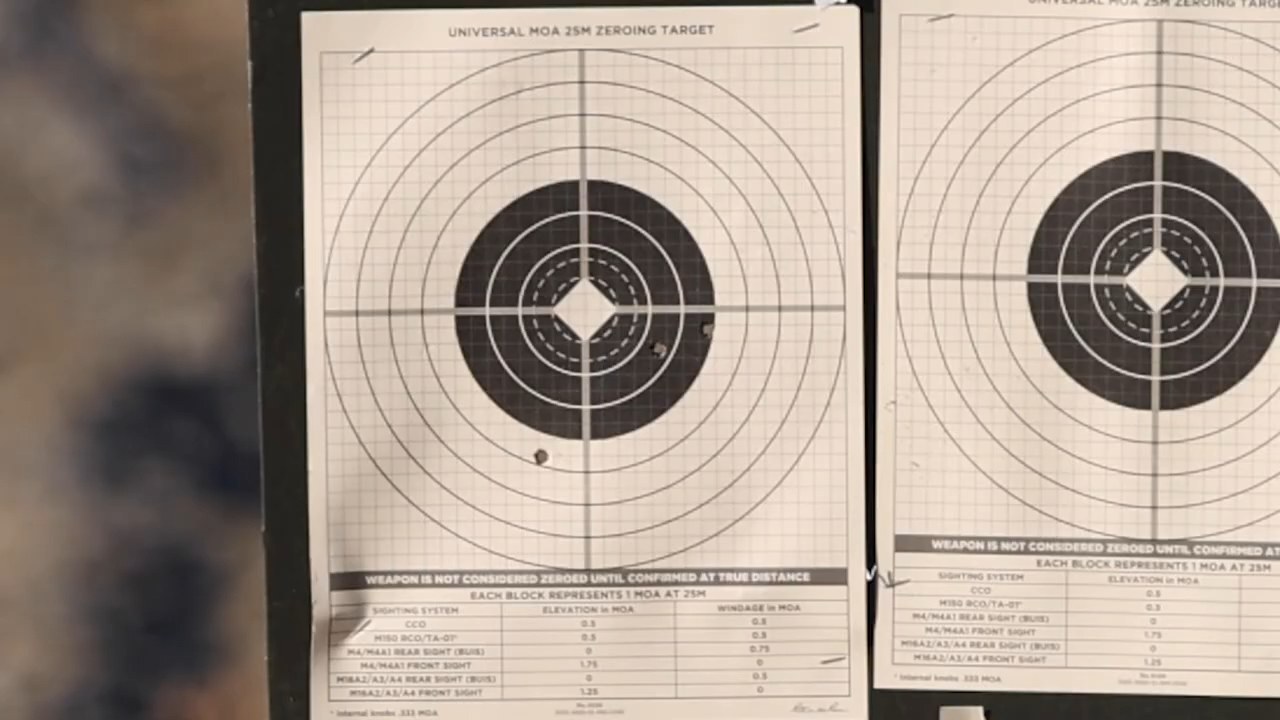 UNIVERSAL MOA 25M ZEROING TARGET
WEAPON IS NOT CONSIDERED ZEROED UNTIL CONFIRMED AT TRUE DISTANCE
EACH BLOCK REPRESENTS 1 MOA AT 25M
SIGHTING SYSTEM ELEVATION in MOA WINDAGE in MOA
CCO 0.5 0.5
M150 RCO/TA-01* 0.5 0.5
M4/M4A1 REAR SIGHT (BUIS) 0 0.75
M4/M4A1 FRONT SIGHT 1.75 0
M16A2/A3/A4 REAR SIGHT (BUIS) 0 0.5
M16A2/A3/A4 FRONT SIGHT 1.25 0
* Internal knobs .333 MOA
UNIVERSAL MOA 25M ZEROING
WEAPON IS NOT CONSIDERED ZEROED UNTIL CONFIRMED AT
EACH BLOCK REPRESENTS 1 MOA AT 25M
SIGHTING SYSTEM ELEVATION in MOA
CCO 0.5
M150 RCO/TA-01* 0.5
M4/M4A1 REAR SIGHT (BUIS) 0
M4/M4A1 FRONT SIGHT 1.75
M16A2/A3/A4 REAR SIGHT (BUIS) 0
M16A2/A3/A4 FRONT SIGHT 1.25
* Internal knobs .333 MOA